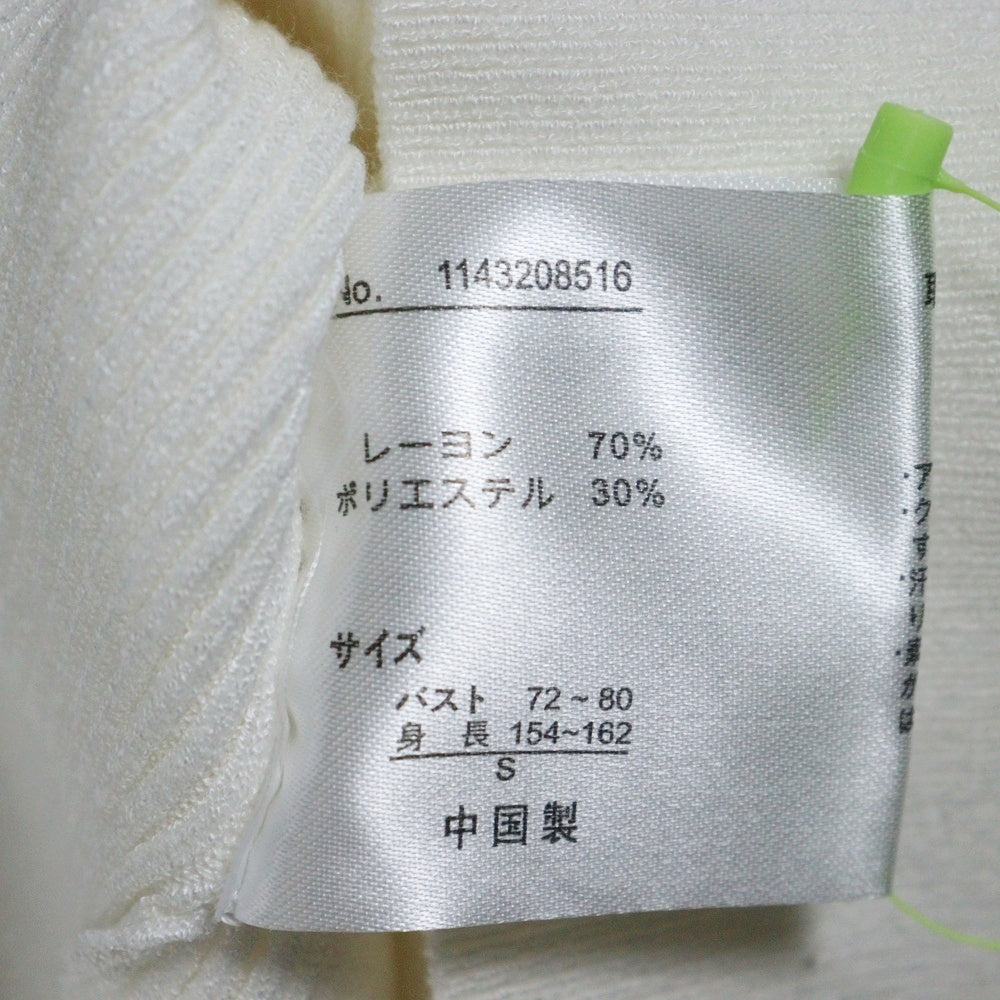 No. 1143208516
レーヨン 70%
ポリエステル 30%
サイズ
バスト 72~80
身長 154~162
S
中国製